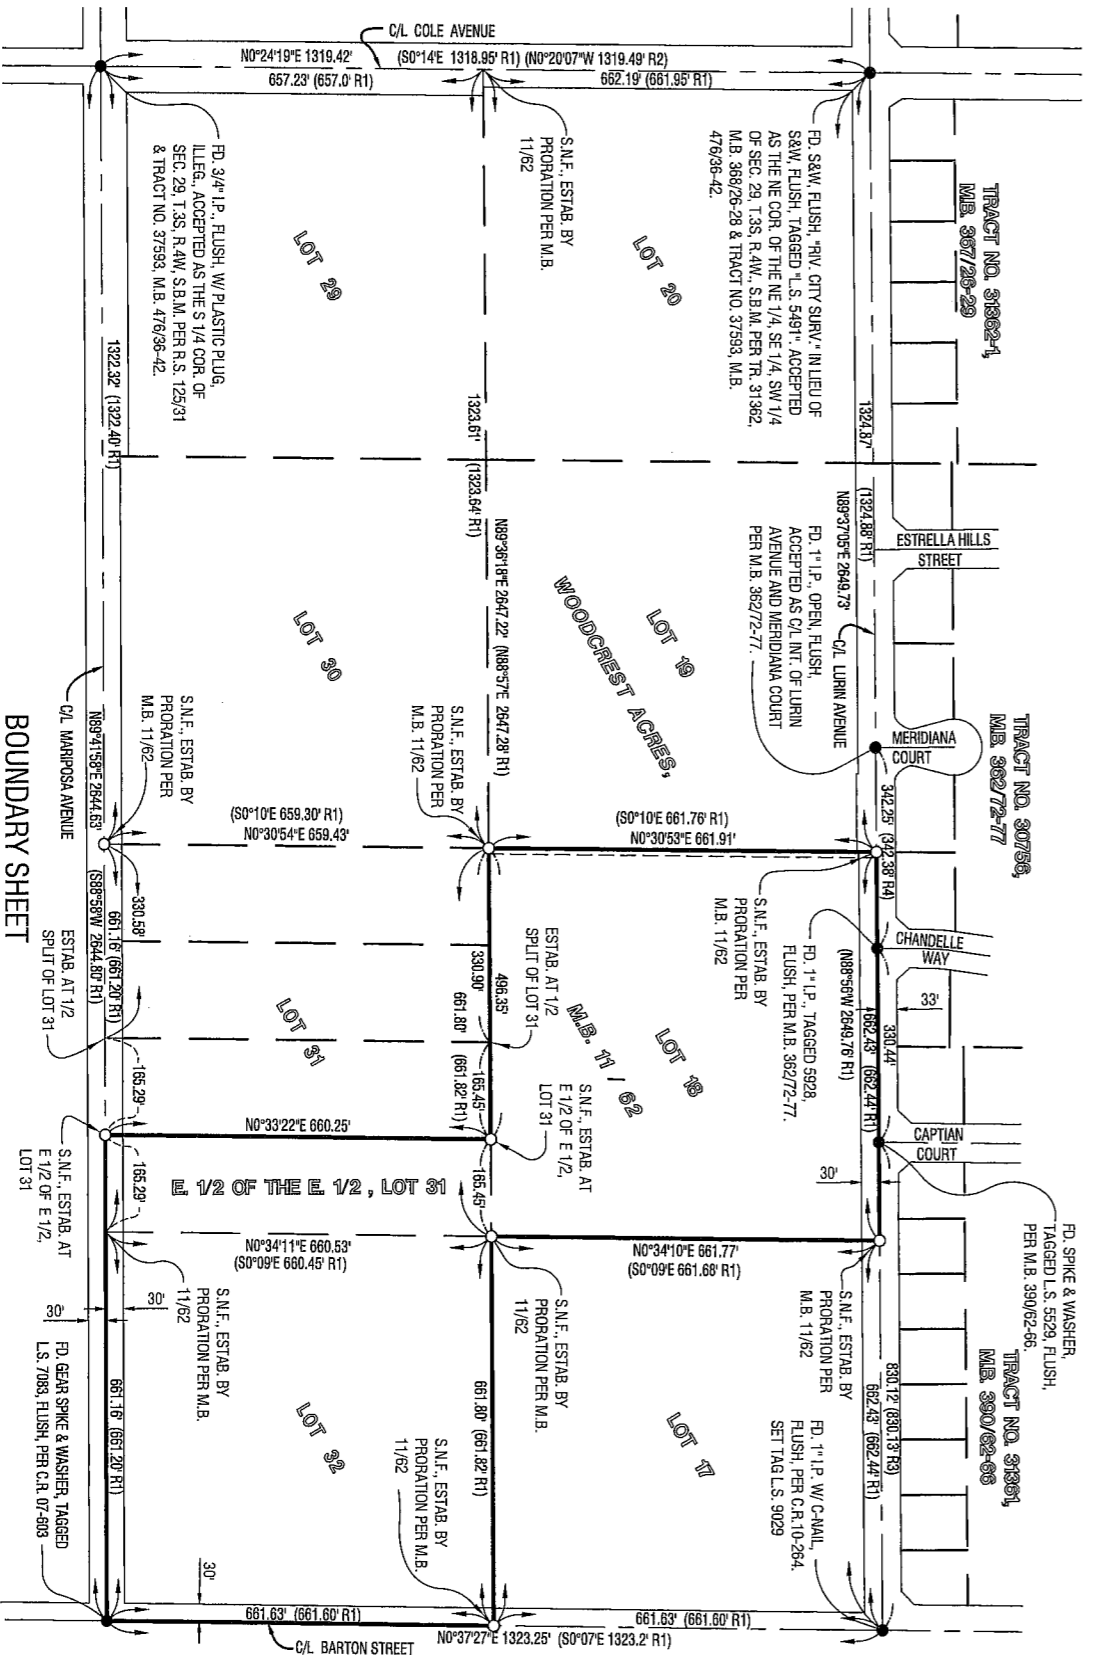 C/L COLE AVENUE
N0°24'19"E 1319.42'
(S0°14'E 1318.95' R1) (N0°20'07"W 1319.49' R2)
657.23' (657.0' R1)
662.19' (661.95' R1)
TRACT NO. 31362-1,
M.B. 367/26-29
FD. S&W, FLUSH, "RIV. CITY SURV." IN LIEU OF
S&W, FLUSH, TAGGED "L.S. 5491". ACCEPTED
AS THE NE COR. OF THE NE 1/4, SE 1/4, SW 1/4
OF SEC. 29, T.3S, R.4W., S.B.M. PER TR. 31362,
M.B. 368/26-28 & TRACT NO. 37593, M.B.
476/36-42.
S.N.F., ESTAB. BY
PRORATION PER M.B.
11/62
FD. 3/4" I.P., FLUSH, W/ PLASTIC PLUG,
ILLEG., ACCEPTED AS THE S 1/4 COR. OF
SEC. 29, T.3S, R.4W, S.B.M. PER R.S. 125/31
& TRACT NO. 37593, M.B. 476/36-42.
LOT 20
LOT 29
1324.87'
(1324.88' R1)
N89°37'05"E 2649.73'
C/L LURIN AVENUE
1323.61'
(1323.64' R1)
N89°36'18"E 2647.22' (N88°57'E 2647.28' R1)
1322.32' (1322.40' R1)
ESTRELLA HILLS
STREET
FD. 1" I.P., OPEN, FLUSH,
ACCEPTED AS C/L INT. OF LURIN
AVENUE AND MERIDIANA COURT
PER M.B. 362/72-77.
LOT 19
WOODCREST ACRES,
LOT 30
TRACT NO. 30756,
M.B. 362/72-77
MERIDIANA
COURT
342.25' (342.38' R4)
S.N.F., ESTAB. BY
PRORATION PER
M.B. 11/62
S.N.F., ESTAB. BY
PRORATION PER
M.B. 11/62
C/L MARIPOSA AVENUE
N89°41'58"E 2644.63'
(S88°58'W 2644.80' R1)
BOUNDARY SHEET
(S0°10'E 659.30' R1)
N0°30'54"E 659.43'
(S0°10'E 661.76' R1)
N0°30'53"E 661.91'
S.N.F., ESTAB. BY
PRORATION PER
M.B. 11/62
CHANDELLE
WAY
FD. 1" I.P., TAGGED 5928,
FLUSH, PER M.B. 362/72-77.
(N88°56'W 2649.76' R1)
33'
330.44'
662.43' (662.44' R1)
330.58'
661.16' (661.20' R1)
ESTAB. AT 1/2
SPLIT OF LOT 31
ESTAB. AT 1/2
SPLIT OF LOT 31
330.90'
496.35'
661.80'
(661.82' R1)
165.45'
165.45'
LOT 31
LOT 18
M.B. 11 / 62
165.29'
165.29'
N0°33'22"E 660.25'
S.N.F., ESTAB. AT
E 1/2 OF E 1/2,
LOT 31
S.N.F., ESTAB. AT
E 1/2 OF E 1/2,
LOT 31
E. 1/2 OF THE E. 1/2 , LOT 31
CAPTIAN
COURT
30'
FD. SPIKE & WASHER,
TAGGED L.S. 5529, FLUSH,
PER M.B. 390/62-66.
N0°34'11"E 660.53'
(S0°09'E 660.45' R1)
N0°34'10"E 661.77'
(S0°09'E 661.68' R1)
S.N.F., ESTAB. BY
PRORATION PER
M.B. 11/62
S.N.F., ESTAB. BY
PRORATION PER M.B.
11/62
S.N.F., ESTAB. BY
PRORATION PER M.B.
11/62
30'
30'
TRACT NO. 31361,
M.B. 390/62-66
830.12' (830.13' R3)
662.43' (662.44' R1)
FD. 1" I.P. W/ C-NAIL,
FLUSH, PER C.R.10-264.
SET TAG L.S. 9029
LOT 17
LOT 32
661.80' (661.82' R1)
661.16' (661.20' R1)
S.N.F., ESTAB. BY
PRORATION PER M.B.
11/62
FD. GEAR SPIKE & WASHER, TAGGED
L.S. 7083, FLUSH, PER C.R. 07-603
30'
661.63' (661.60' R1)
661.63' (661.60' R1)
N0°37'27"E 1323.25' (S0°07'E 1323.2' R1)
C/L BARTON STREET